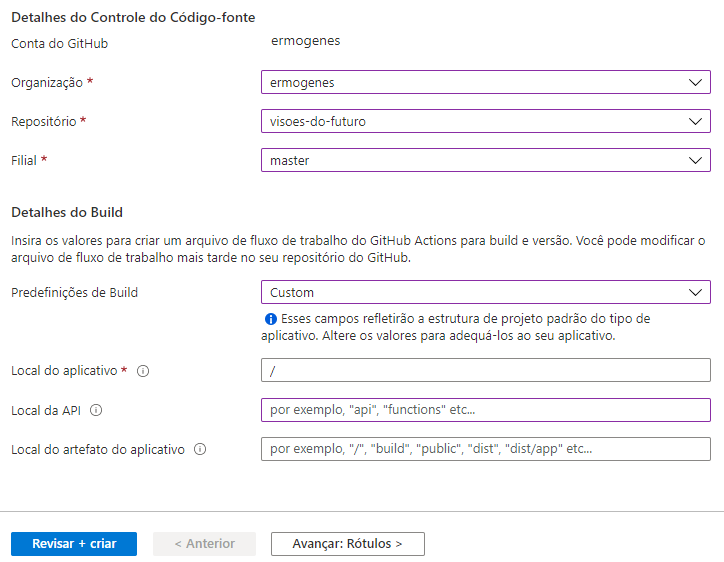 Detalhes do Controle do Código-fonte
Conta do GitHub ermogenes
Organização * ermogenes
Repositório * visoes-do-futuro
Filial * master
Detalhes do Build
Insira os valores para criar um arquivo de fluxo de trabalho do GitHub Actions para build e versão. Você pode modificar o
arquivo de fluxo de trabalho mais tarde no seu repositório do GitHub.
Predefinições de Build Custom
Esses campos refletirão a estrutura de projeto padrão do tipo de
aplicativo. Altere os valores para adequá-los ao seu aplicativo.
Local do aplicativo * /
Local da API por exemplo, "api", "functions" etc...
Local do artefato do aplicativo por exemplo, "/", "build", "public", "dist", "dist/app" etc...
Revisar + criar < Anterior Avançar: Rótulos >